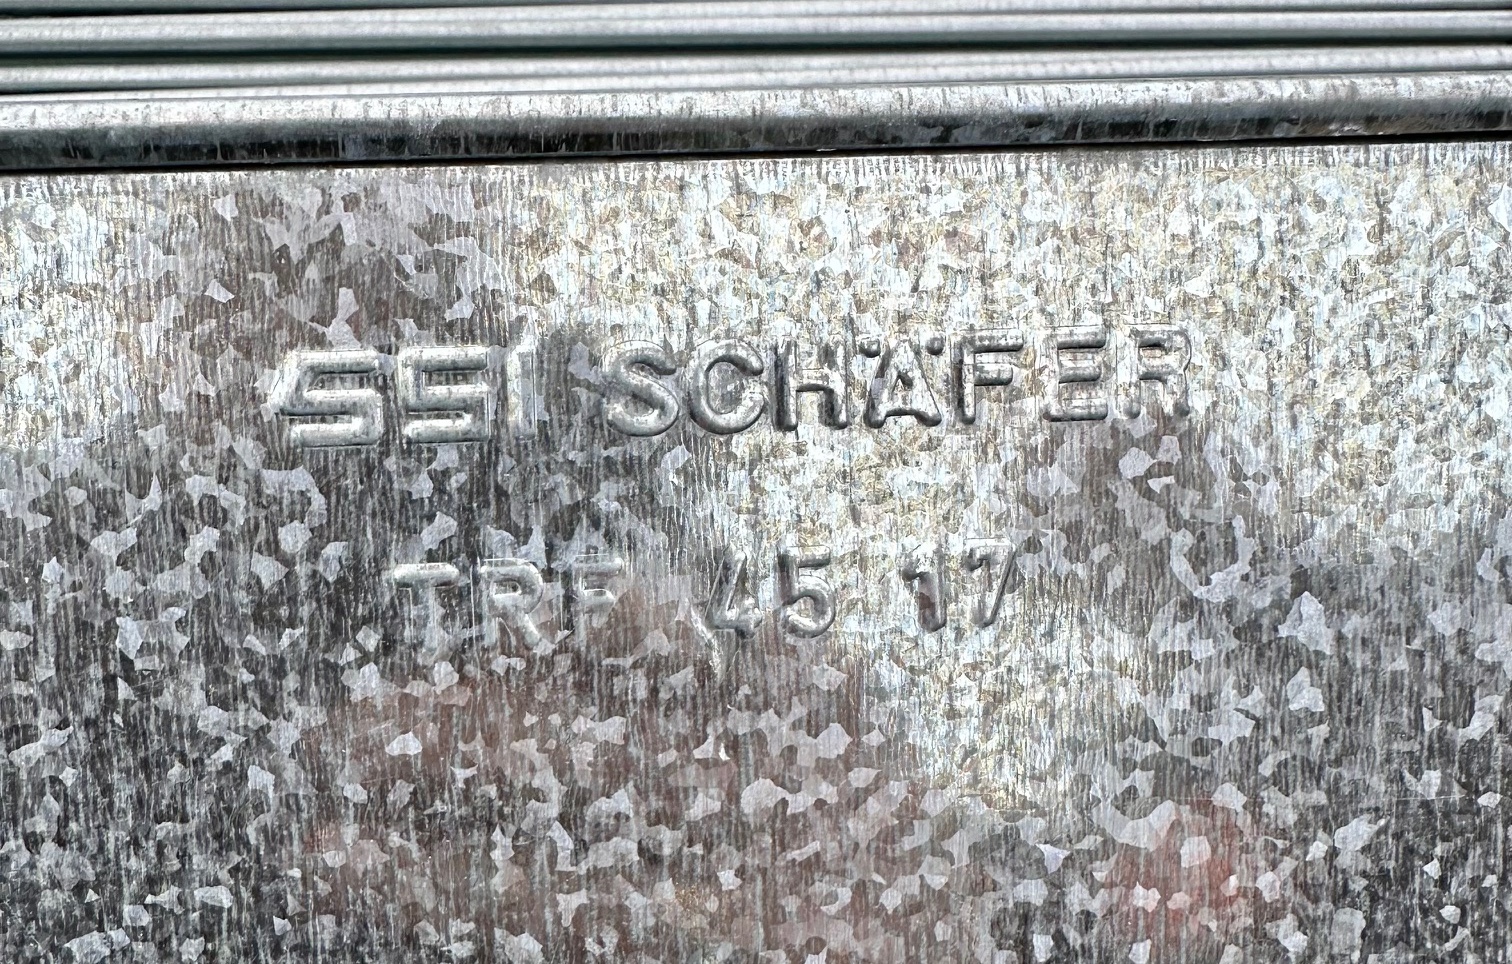 SSI SCHÄFER
TRF 45 17